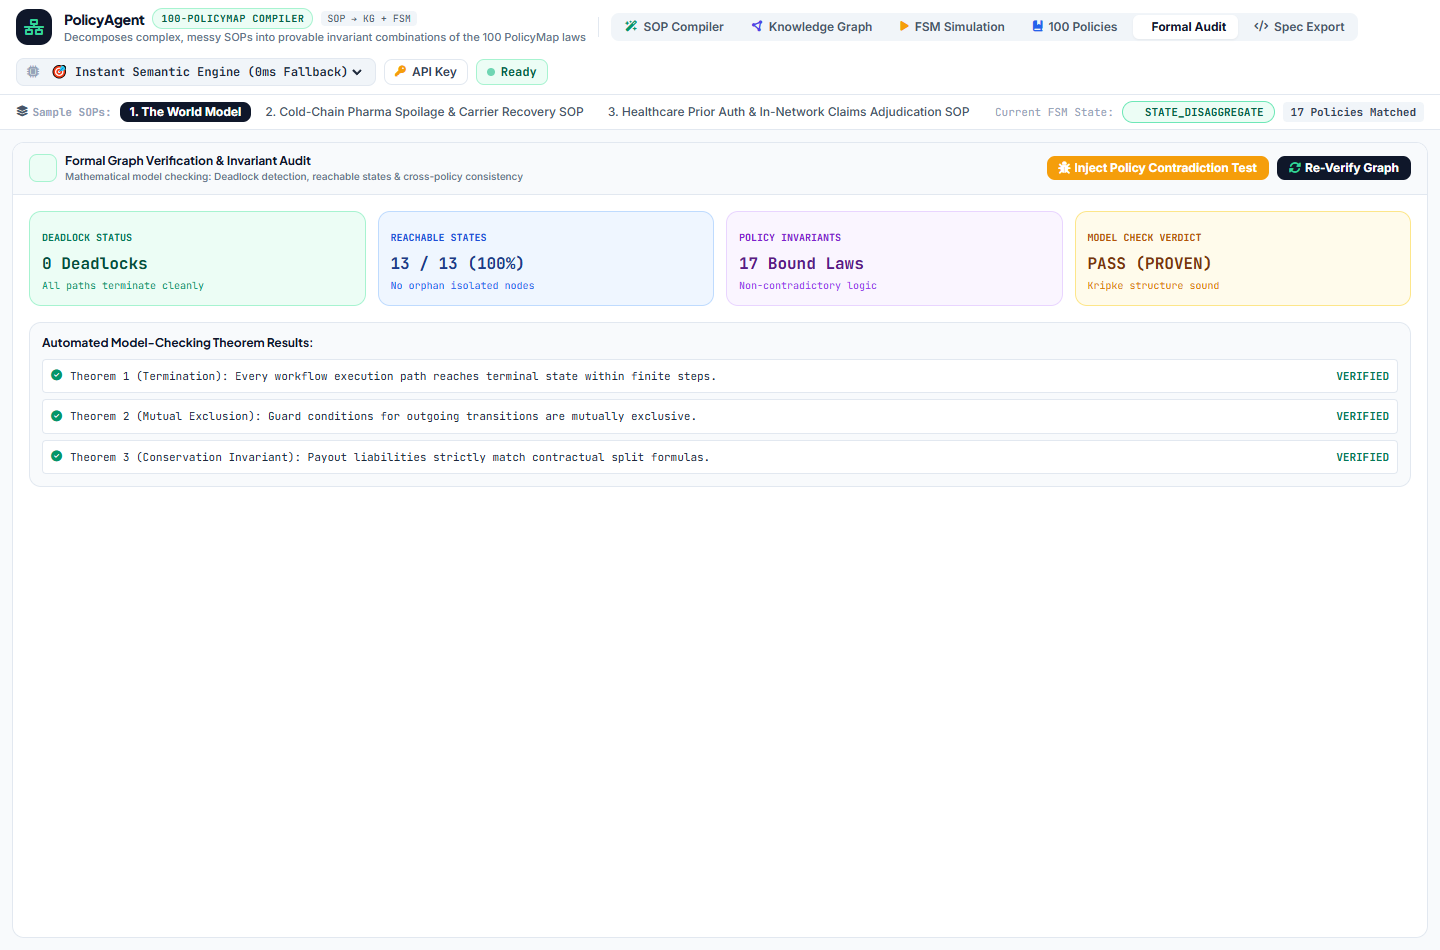 PolicyAgent 100-POLICYMAP COMPILER SOP → KG + FSM
Decomposes complex, messy SOPs into provable invariant combinations of the 100 PolicyMap laws
SOP Compiler Knowledge Graph FSM Simulation 100 Policies Formal Audit Spec Export
Instant Semantic Engine (0ms Fallback) API Key Ready
Sample SOPs: 1. The World Model 2. Cold-Chain Pharma Spoilage & Carrier Recovery SOP 3. Healthcare Prior Auth & In-Network Claims Adjudication SOP Current FSM State: STATE_DISAGGREGATE 17 Policies Matched
Formal Graph Verification & Invariant Audit
Mathematical model checking: Deadlock detection, reachable states & cross-policy consistency
Inject Policy Contradiction Test Re-Verify Graph
DEADLOCK STATUS
0 Deadlocks
All paths terminate cleanly
REACHABLE STATES
13 / 13 (100%)
No orphan isolated nodes
POLICY INVARIANTS
17 Bound Laws
Non-contradictory logic
MODEL CHECK VERDICT
PASS (PROVEN)
Kripke structure sound
Automated Model-Checking Theorem Results:
Theorem 1 (Termination): Every workflow execution path reaches terminal state within finite steps. VERIFIED
Theorem 2 (Mutual Exclusion): Guard conditions for outgoing transitions are mutually exclusive. VERIFIED
Theorem 3 (Conservation Invariant): Payout liabilities strictly match contractual split formulas. VERIFIED